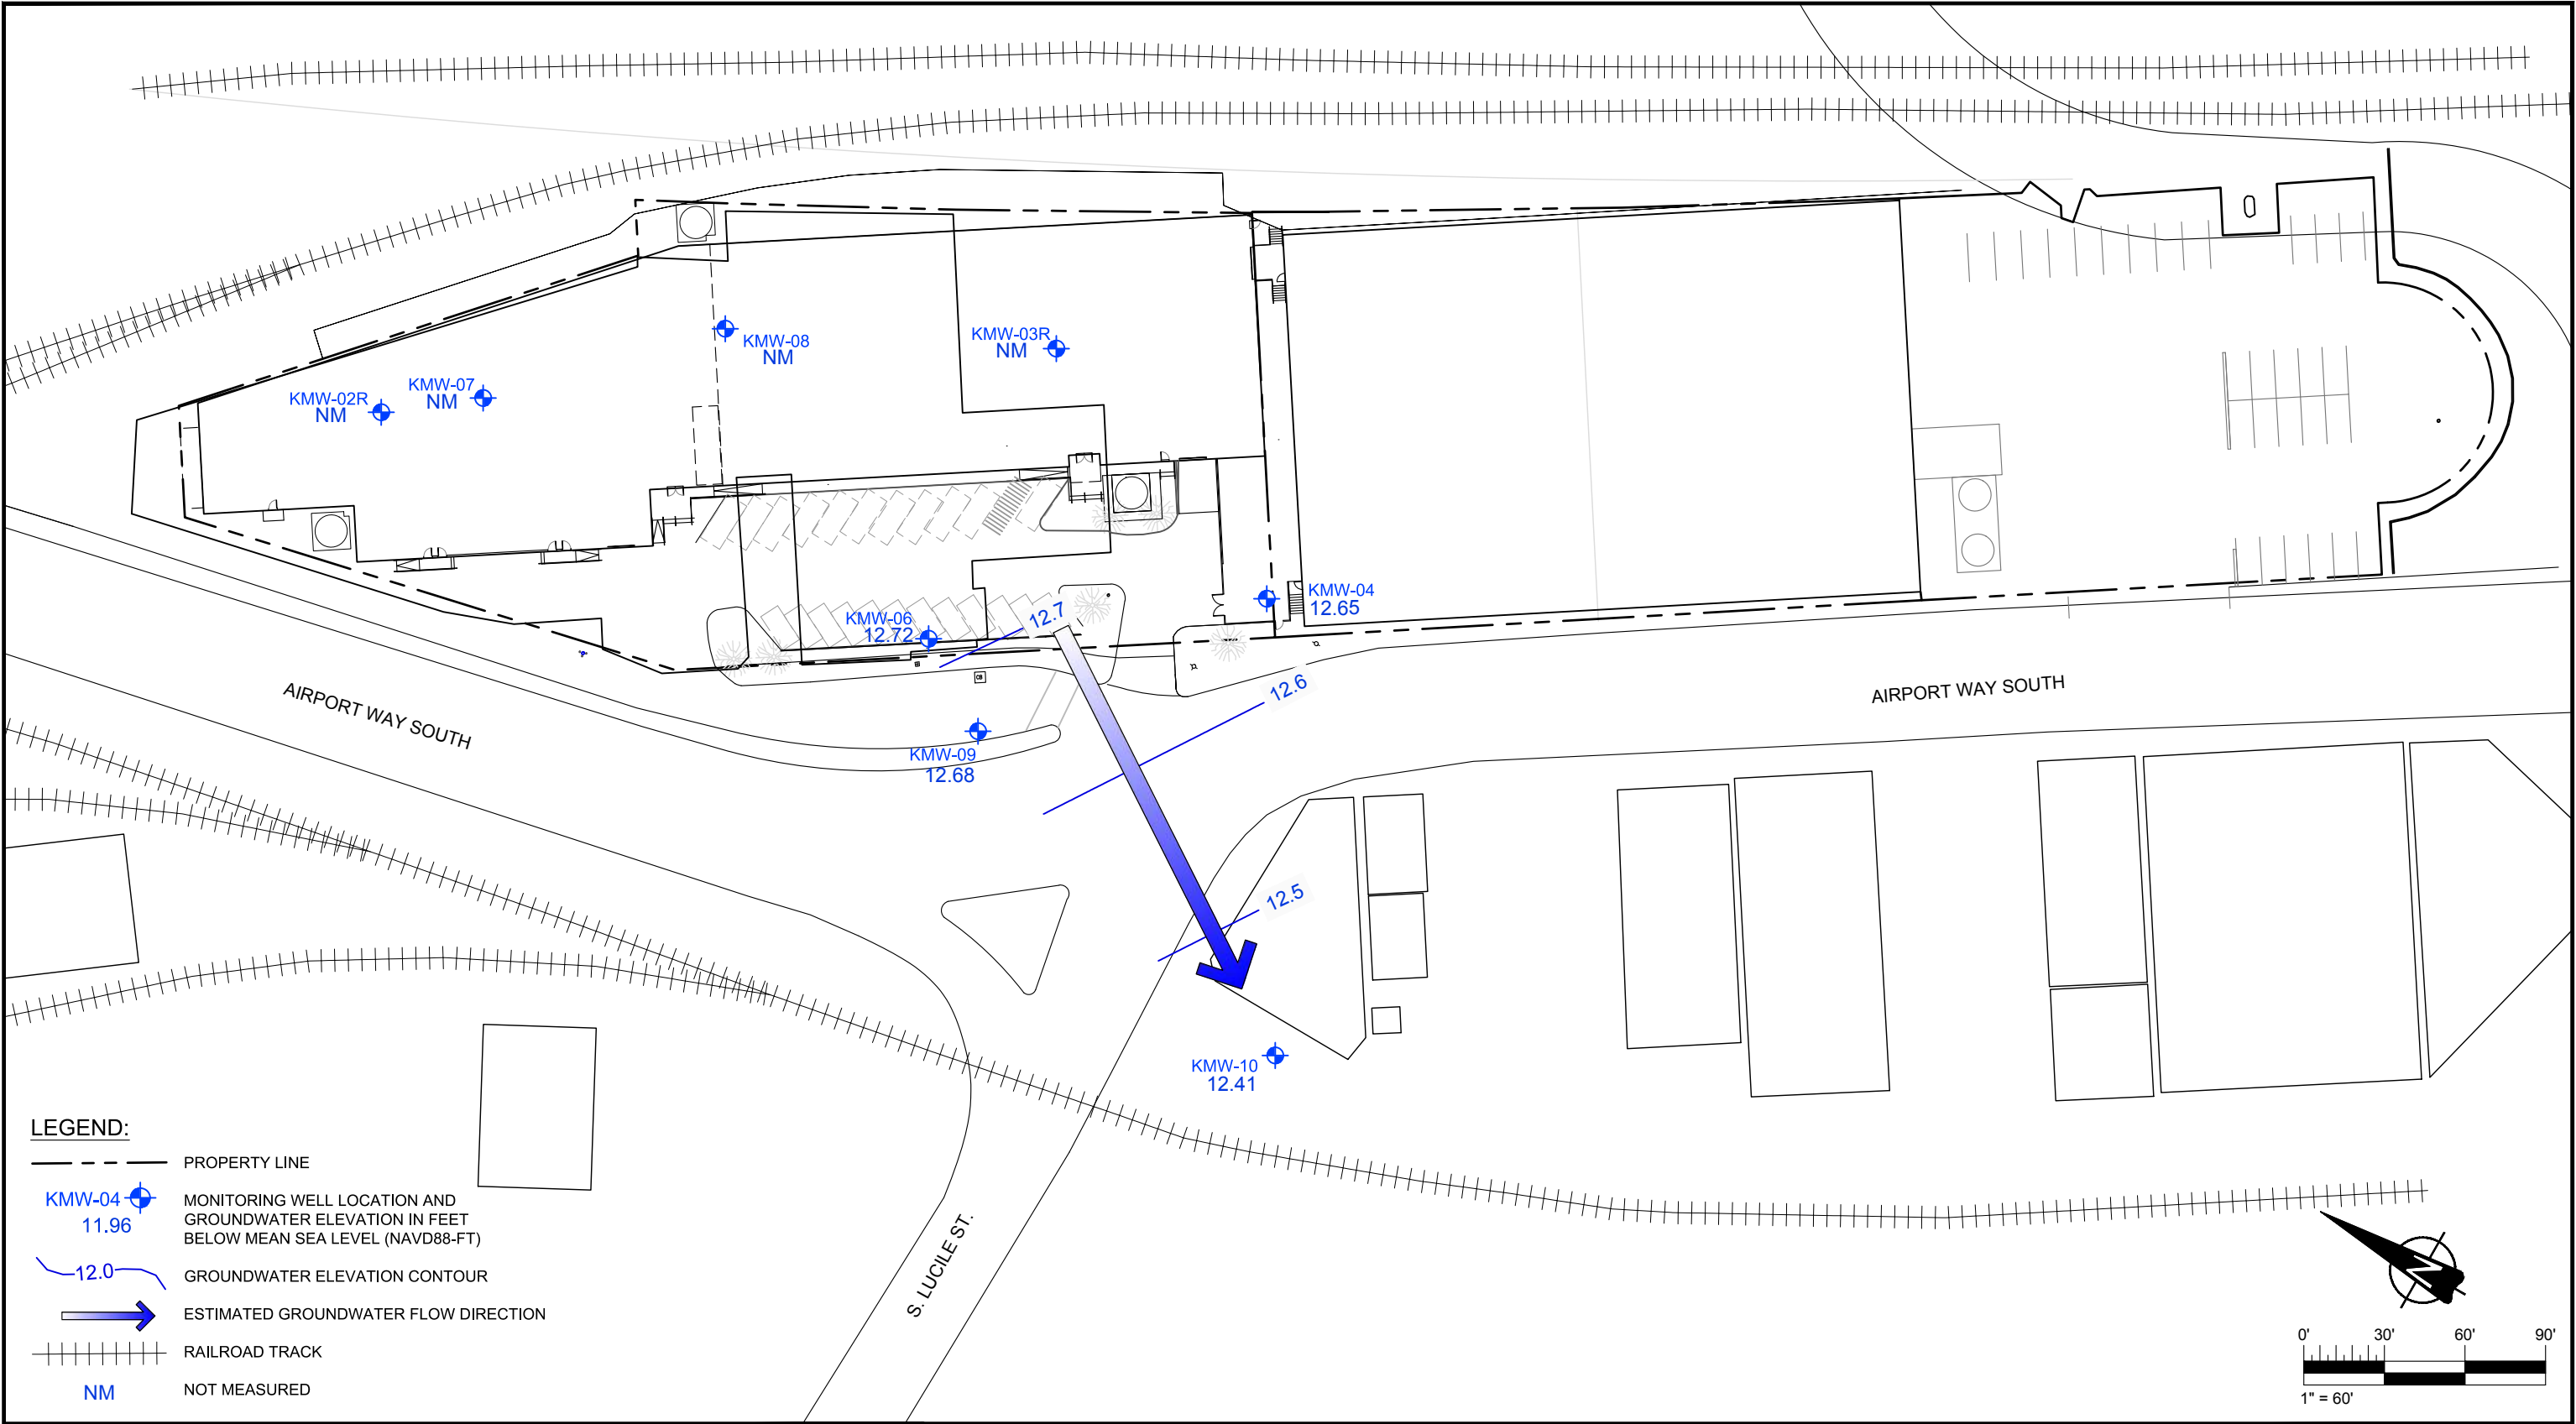 KMW-08
NM
KMW-03R
NM
KMW-07
NM
KMW-02R
NM
KMW-04
12.65
KMW-06
12.72
12.7
12.6
KMW-09
12.68
CB
AIRPORT WAY SOUTH
AIRPORT WAY SOUTH
12.5
KMW-10
12.41
S. LUCILE ST.
LEGEND:
PROPERTY LINE
KMW-04
11.96
MONITORING WELL LOCATION AND
GROUNDWATER ELEVATION IN FEET
BELOW MEAN SEA LEVEL (NAVD88-FT)
12.0
GROUNDWATER ELEVATION CONTOUR
ESTIMATED GROUNDWATER FLOW DIRECTION
RAILROAD TRACK
NM
NOT MEASURED
N
0' 30' 60' 90'
1" = 60'